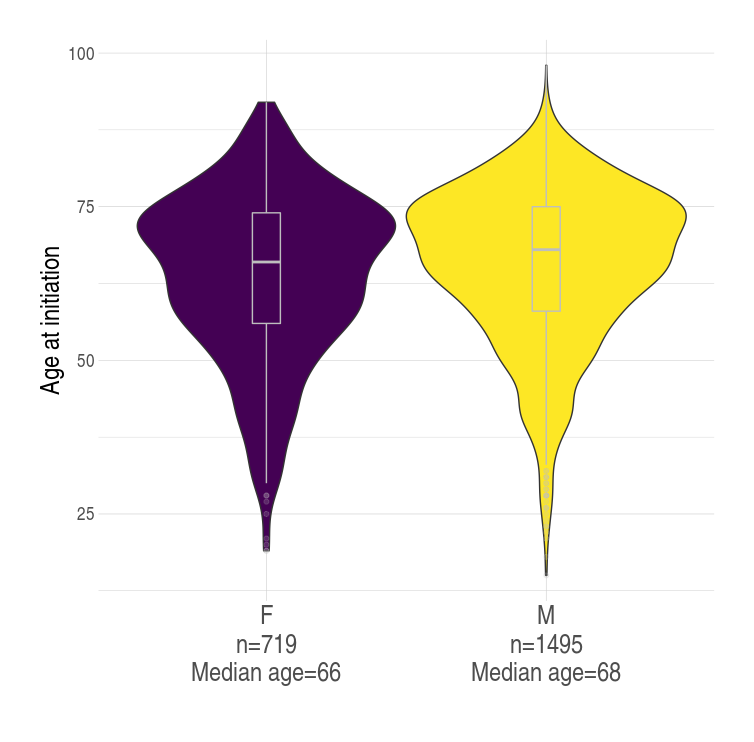 100
75
50
25
Age at initiation
F
n=719
Median age=66
M
n=1495
Median age=68